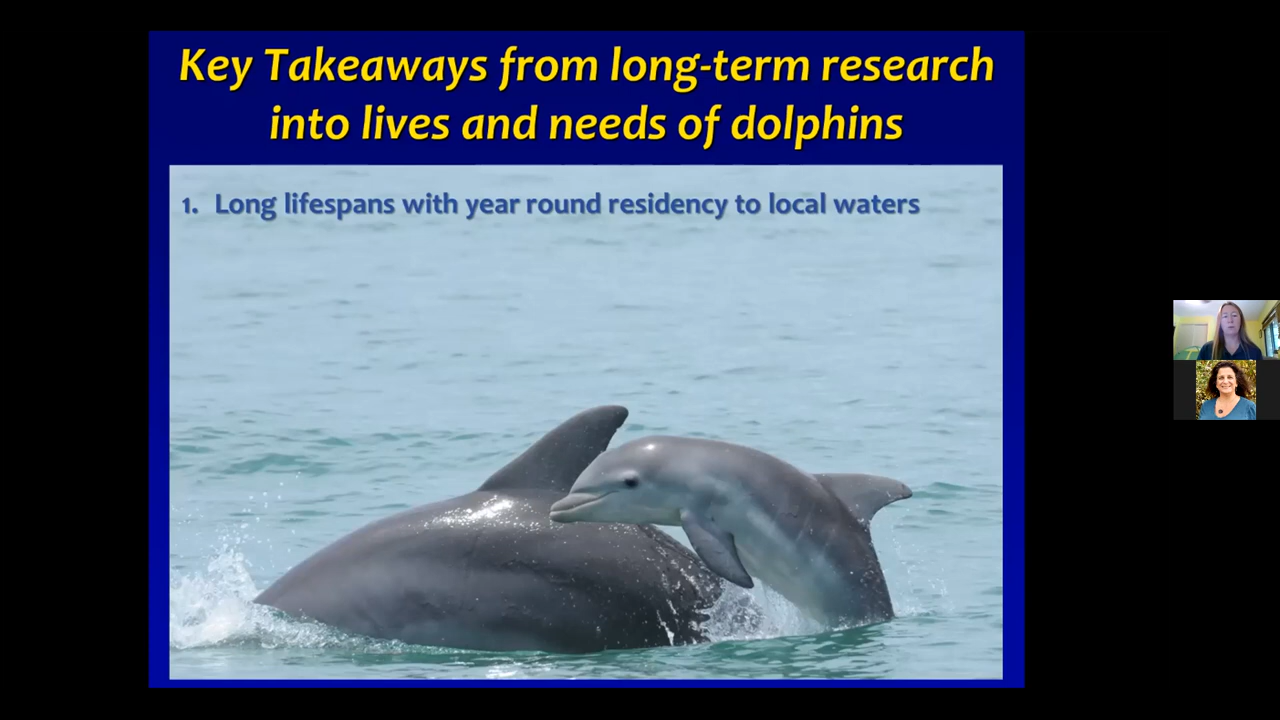 Key Takeaways from long-term research
into lives and needs of dolphins
1. Long lifespans with year round residency to local waters